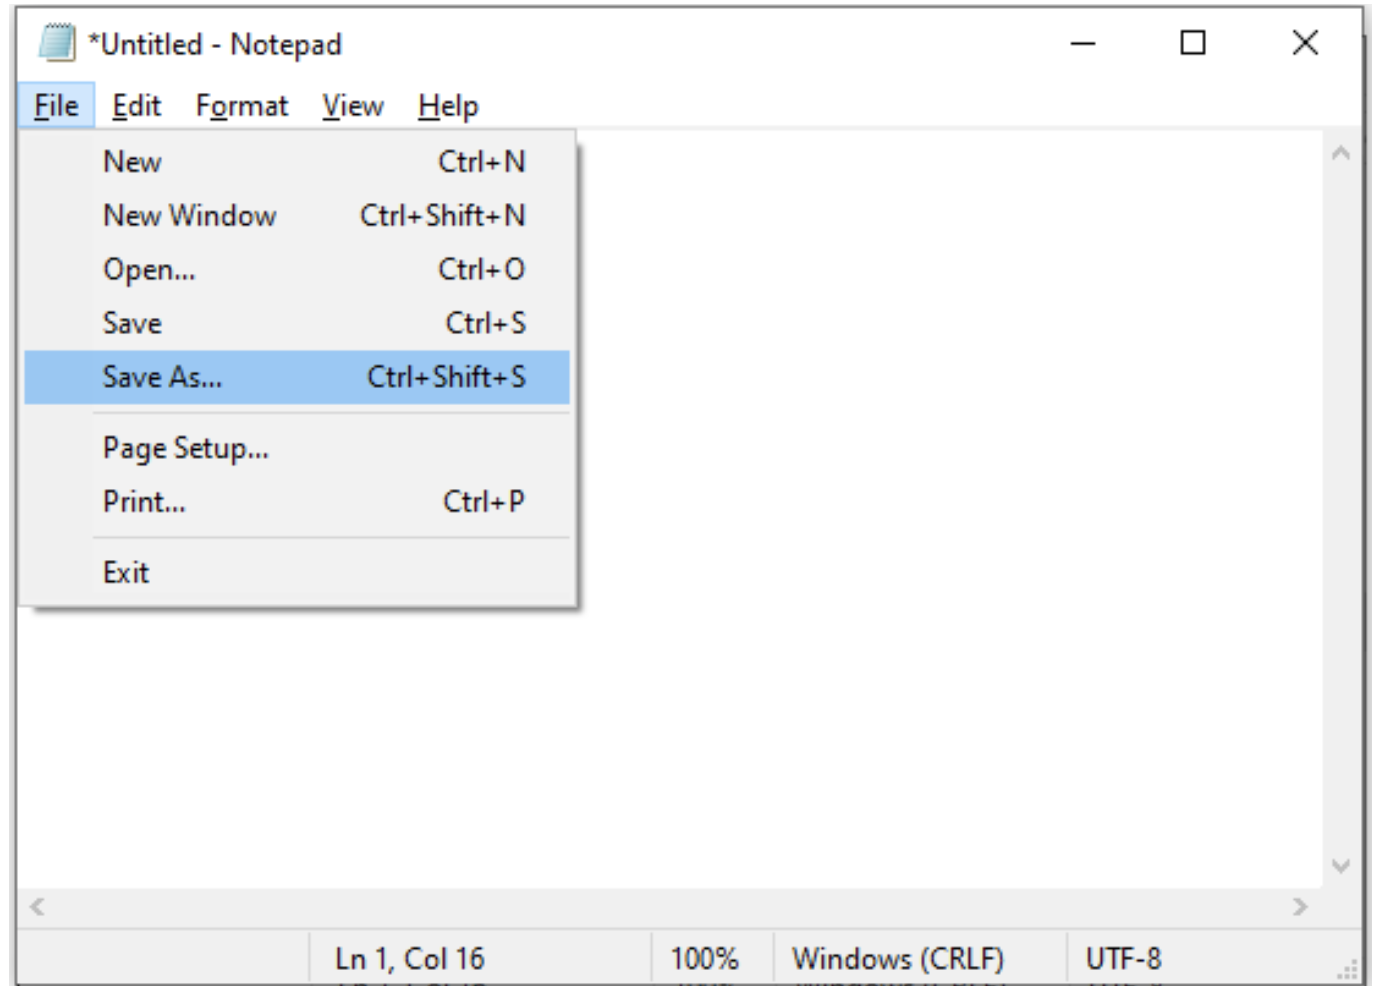 *Untitled - Notepad
File Edit Format View Help
New Ctrl+N
New Window Ctrl+Shift+N
Open... Ctrl+O
Save Ctrl+S
Save As... Ctrl+Shift+S
Page Setup...
Print... Ctrl+P
Exit
Ln 1, Col 16 100% Windows (CRLF) UTF-8